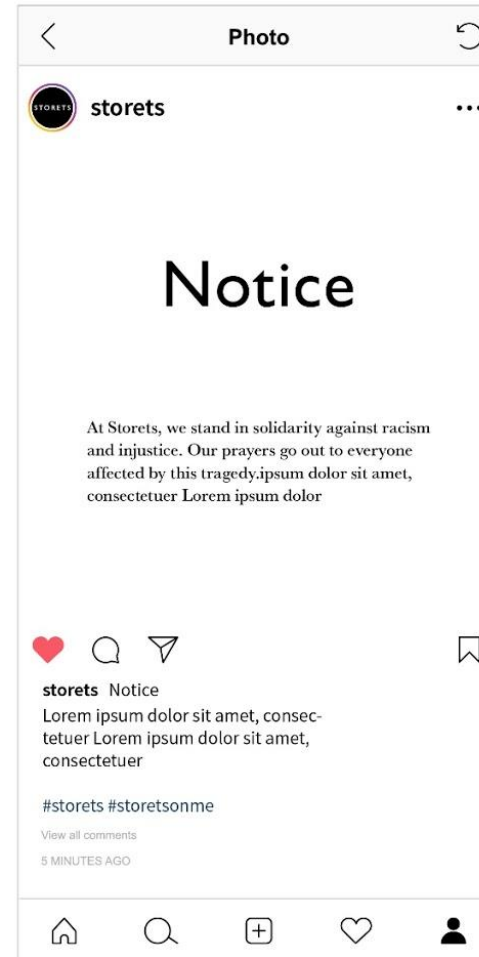 Photo
STORETS
storets
Notice
At Storets, we stand in solidarity against racism
and injustice. Our prayers go out to everyone
affected by this tragedy.ipsum dolor sit amet,
consectetuer Lorem ipsum dolor
storets Notice
Lorem ipsum dolor sit amet, consec-
tetuer Lorem ipsum dolor sit amet,
consectetuer
#storets #storetsonme
View all comments
5 MINUTES AGO